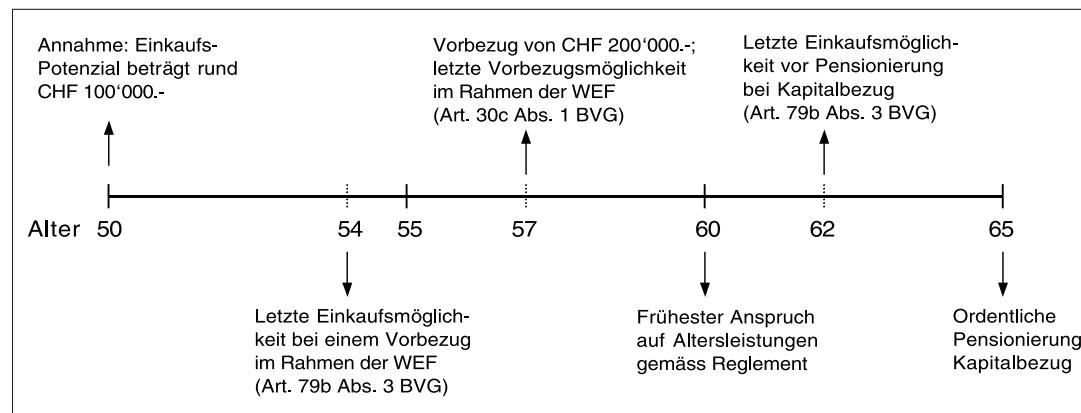 Annahme: Einkaufs-
Potenzial beträgt rund
CHF 100‘000.-
Vorbezug von CHF 200‘000.-;
letzte Vorbezugsmöglichkeit
im Rahmen der WEF
(Art. 30c Abs. 1 BVG)
Letzte Einkaufsmöglich-
keit vor Pensionierung
bei Kapitalbezug
(Art. 79b Abs. 3 BVG)
Alter 50 54 55 57 60 62 65
Letzte Einkaufsmöglich-
keit bei einem Vorbezug
im Rahmen der WEF
(Art. 79b Abs. 3 BVG)
Frühester Anspruch
auf Altersleistungen
gemäss Reglement
Ordentliche
Pensionierung
Kapitalbezug